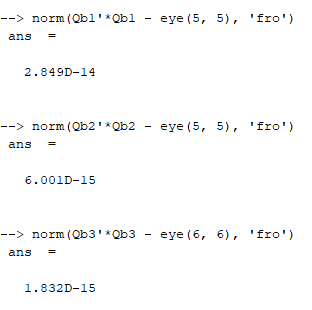 --> norm(Qb1'*Qb1 - eye(5, 5), 'fro')
ans  =
2.849D-14
--> norm(Qb2'*Qb2 - eye(5, 5), 'fro')
ans  =
6.001D-15
--> norm(Qb3'*Qb3 - eye(6, 6), 'fro')
ans  =
1.832D-15